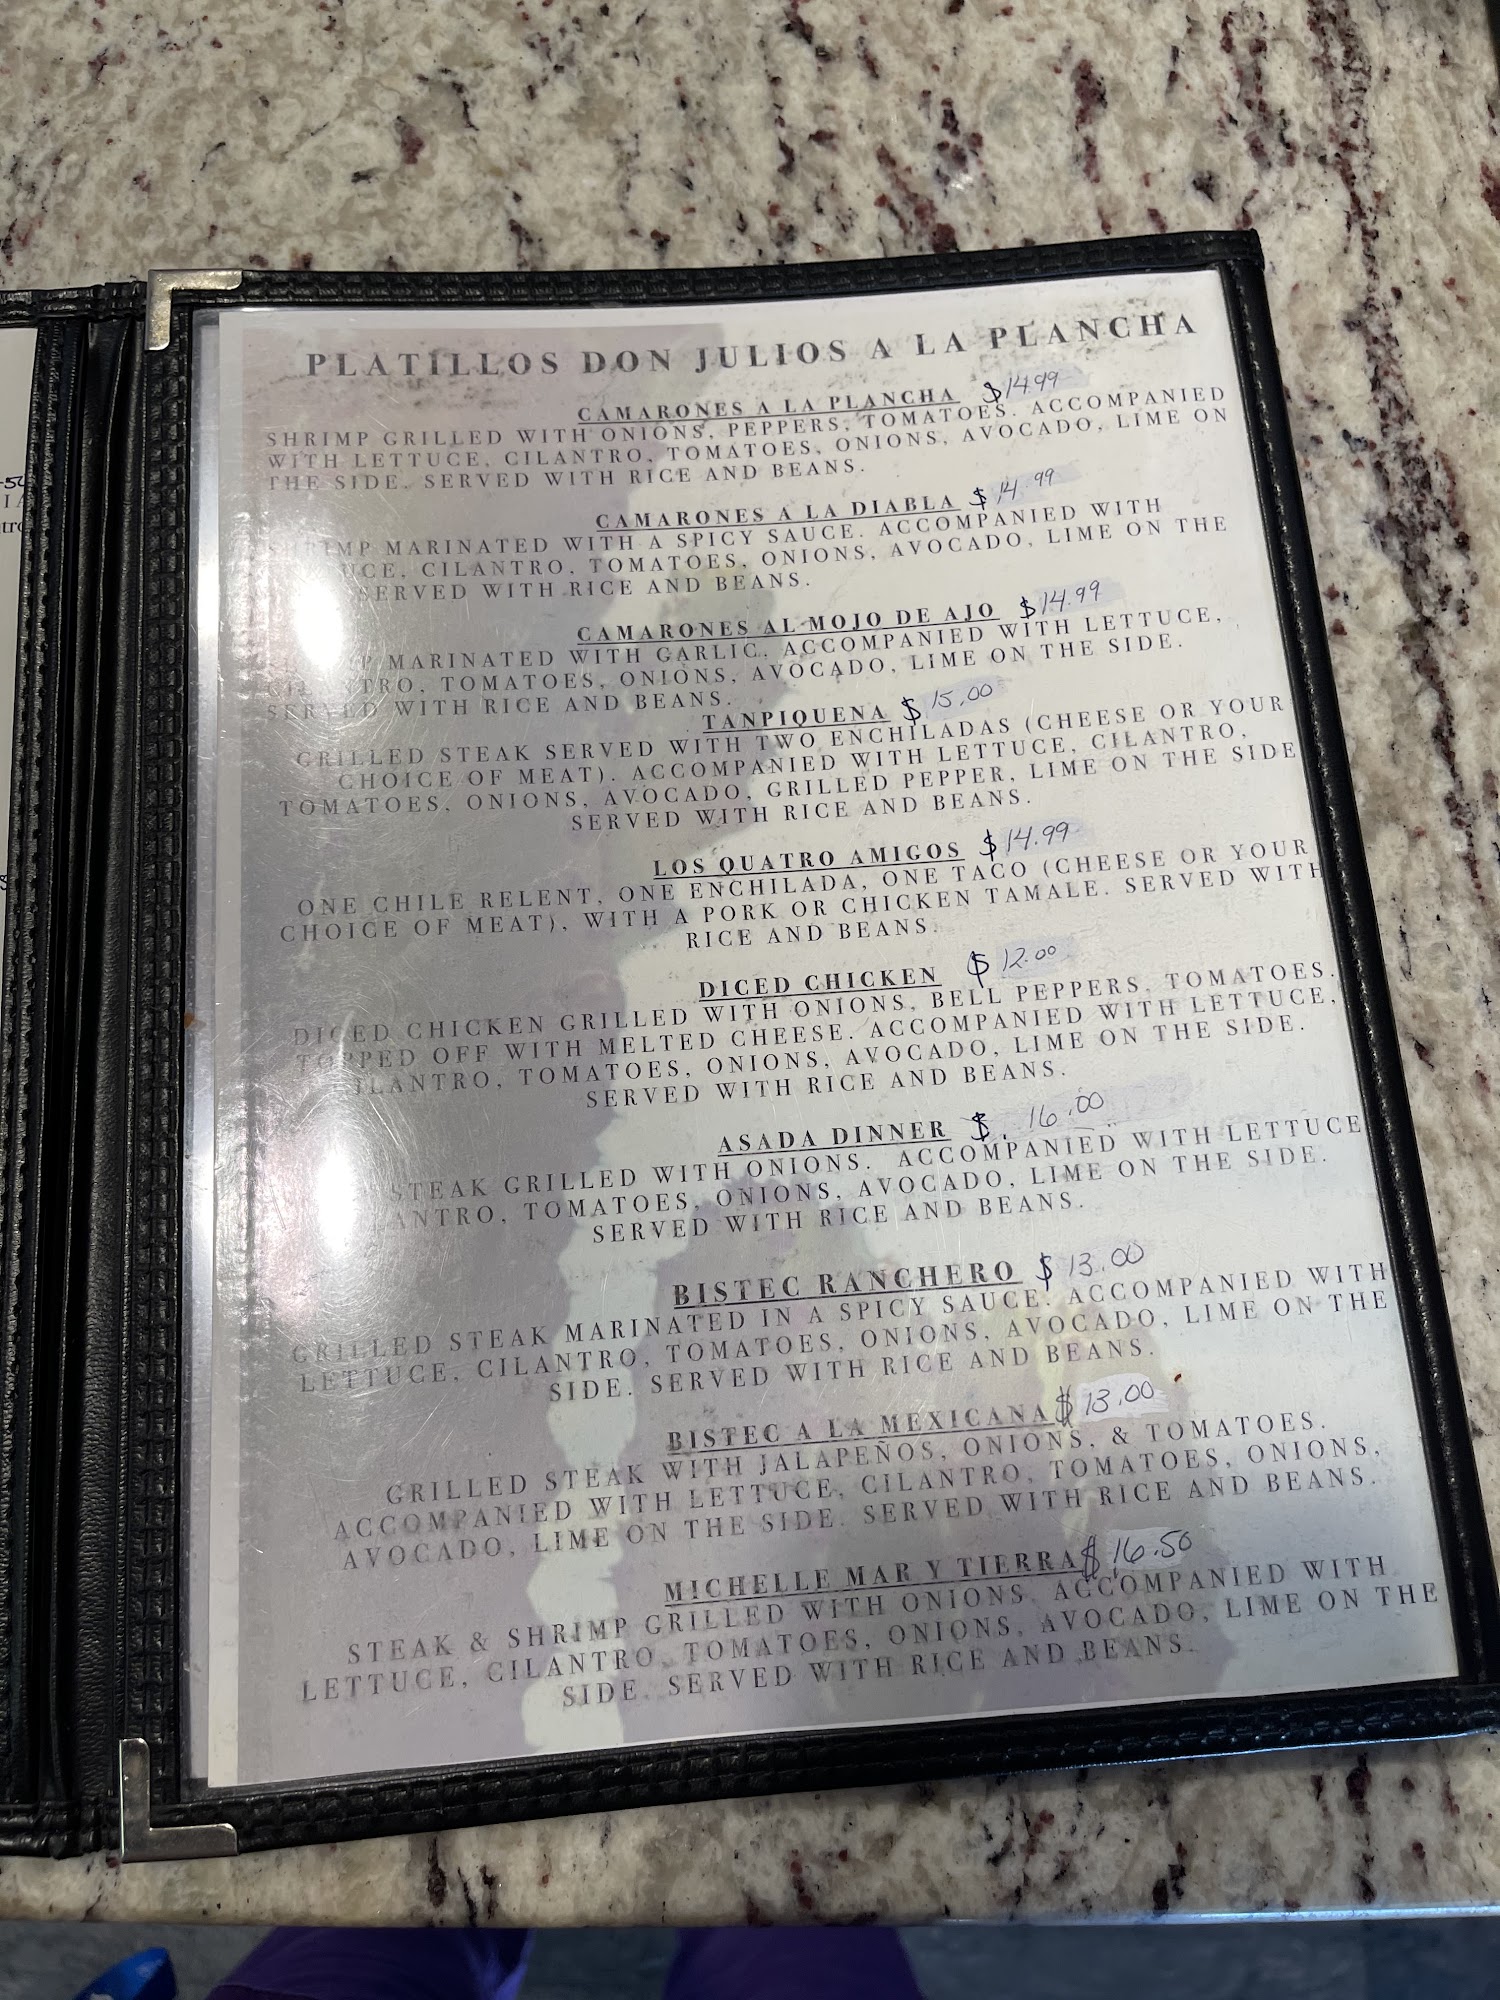 PLATILLOS DON JULIOS A LA PLANCHA
CAMARONES A LA PLANCHA $14.99
SHRIMP GRILLED WITH ONIONS, PEPPERS, TOMATOES. ACCOMPANIED
WITH LETTUCE, CILANTRO, TOMATOES, ONIONS, AVOCADO, LIME ON
THE SIDE. SERVED WITH RICE AND BEANS.
CAMARONES A LA DIABLA $14.99
SHRIMP MARINATED WITH A SPICY SAUCE. ACCOMPANIED WITH
CILANTRO, TOMATOES, ONIONS, AVOCADO, LIME ON THE
SERVED WITH RICE AND BEANS.
CAMARONES AL MOJO DE AJO $14.99
MARINATED WITH GARLIC. ACCOMPANIED WITH LETTUCE,
CILANTRO, TOMATOES, ONIONS, AVOCADO, LIME ON THE SIDE.
SERVED WITH RICE AND BEANS.
TANPIQUENA $15.00
GRILLED STEAK SERVED WITH TWO ENCHILADAS (CHEESE OR YOUR
CHOICE OF MEAT). ACCOMPANIED WITH LETTUCE, CILANTRO,
TOMATOES, ONIONS, AVOCADO, GRILLED PEPPER, LIME ON THE SIDE
SERVED WITH RICE AND BEANS.
LOS QUATRO AMIGOS $14.99
ONE CHILE RELENT, ONE ENCHILADA, ONE TACO (CHEESE OR YOUR
CHOICE OF MEAT), WITH A PORK OR CHICKEN TAMALE. SERVED WITH
RICE AND BEANS.
DICED CHICKEN $12.00
DICED CHICKEN GRILLED WITH ONIONS, BELL PEPPERS, TOMATOES.
TOPPED OFF WITH MELTED CHEESE. ACCOMPANIED WITH LETTUCE,
CILANTRO, TOMATOES, ONIONS, AVOCADO, LIME ON THE SIDE.
SERVED WITH RICE AND BEANS.
ASADA DINNER $.16.00
STEAK GRILLED WITH ONIONS. ACCOMPANIED WITH LETTUCE
TOMATOES, ONIONS, AVOCADO, LIME ON THE SIDE.
SERVED WITH RICE AND BEANS.
BISTEC RANCHERO $13.00
GRILLED STEAK MARINATED IN A SPICY SAUCE. ACCOMPANIED WITH
LETTUCE, CILANTRO, TOMATOES, ONIONS, AVOCADO, LIME ON THE
SIDE. SERVED WITH RICE AND BEANS.
BISTEC A LA MEXICANA $13.00
GRILLED STEAK WITH JALAPEÑOS, ONIONS, & TOMATOES.
ACCOMPANIED WITH LETTUCE, CILANTRO, TOMATOES, ONIONS,
AVOCADO, LIME ON THE SIDE. SERVED WITH RICE AND BEANS.
MICHELLE MAR Y TIERRA $16.50
STEAK & SHRIMP GRILLED WITH ONIONS. ACCOMPANIED WITH
LETTUCE, CILANTRO, TOMATOES, ONIONS, AVOCADO, LIME ON THE
SIDE. SERVED WITH RICE AND BEANS.